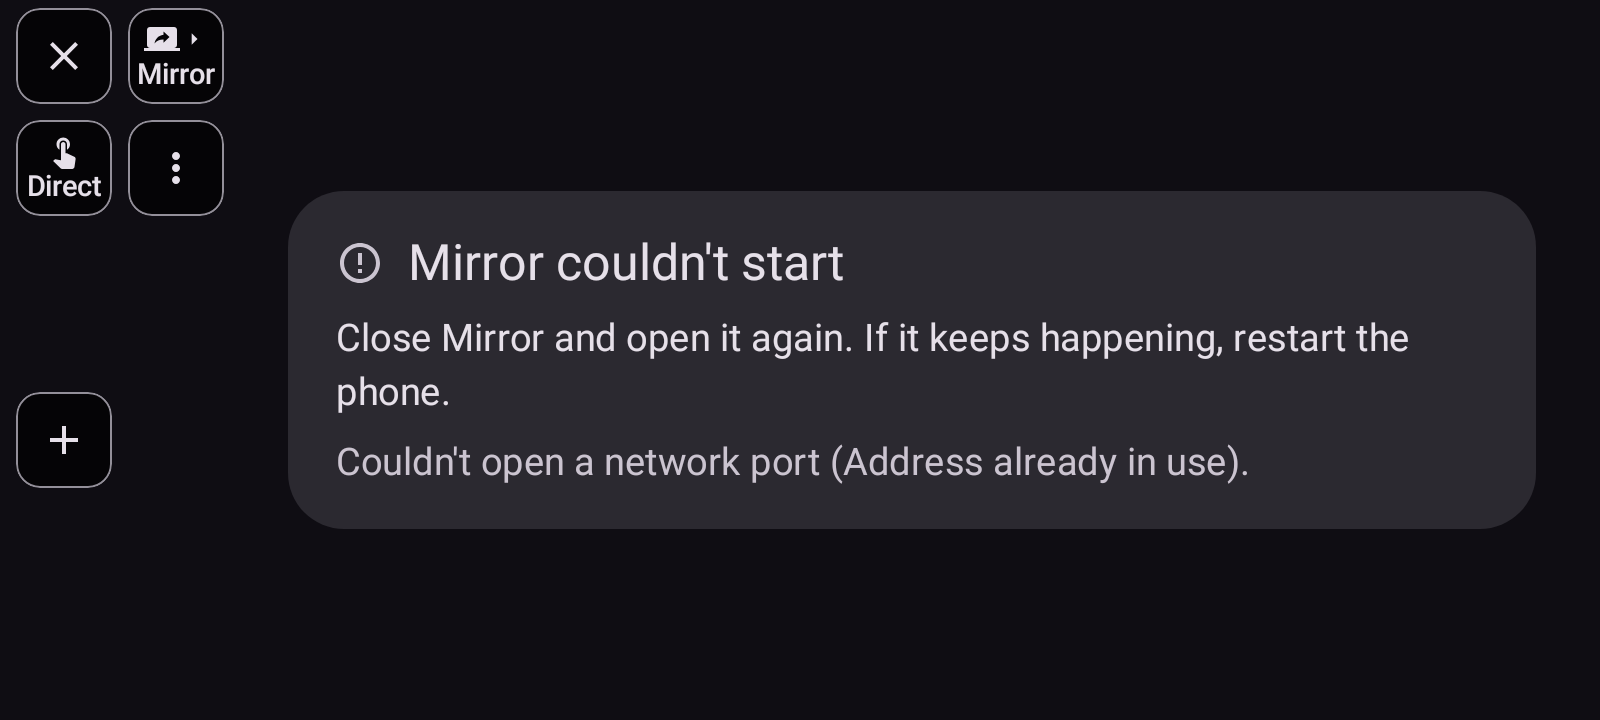 Mirror
Direct
Mirror couldn't start
Close Mirror and open it again. If it keeps happening, restart the
phone.
Couldn't open a network port (Address already in use).